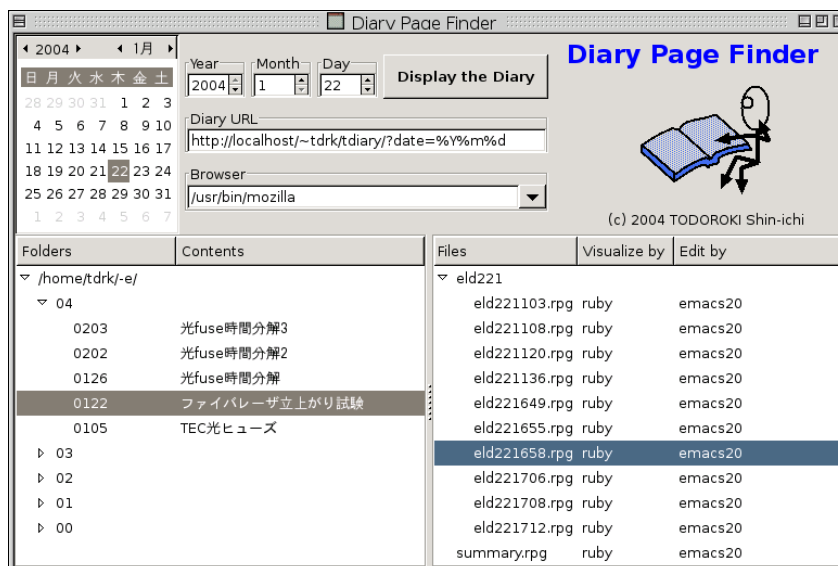 Diary Page Finder
2004 1月
日 月 火 水 木 金 土
28 29 30 31 1 2 3
4 5 6 7 8 9 10
11 12 13 14 15 16 17
18 19 20 21 22 23 24
25 26 27 28 29 30 31
1 2 3 4 5 6 7
Year Month Day
2004 1 22
Display the Diary
Diary URL
http://localhost/~tdrk/tdiary/?date=%Y%m%d
Browser
/usr/bin/mozilla
Diary Page Finder
(c) 2004 TODOROKI Shin-ichi
Folders Contents
/home/tdrk/-e/
04
0203 光fuse時間分解3
0202 光fuse時間分解2
0126 光fuse時間分解
0122 ファイバレーザ立上がり試験
0105 TEC光ヒューズ
03
02
01
00
Files Visualize by Edit by
eld221
eld221103.rpg ruby emacs20
eld221108.rpg ruby emacs20
eld221120.rpg ruby emacs20
eld221136.rpg ruby emacs20
eld221649.rpg ruby emacs20
eld221655.rpg ruby emacs20
eld221658.rpg ruby emacs20
eld221706.rpg ruby emacs20
eld221708.rpg ruby emacs20
eld221712.rpg ruby emacs20
summary.rpg ruby emacs20